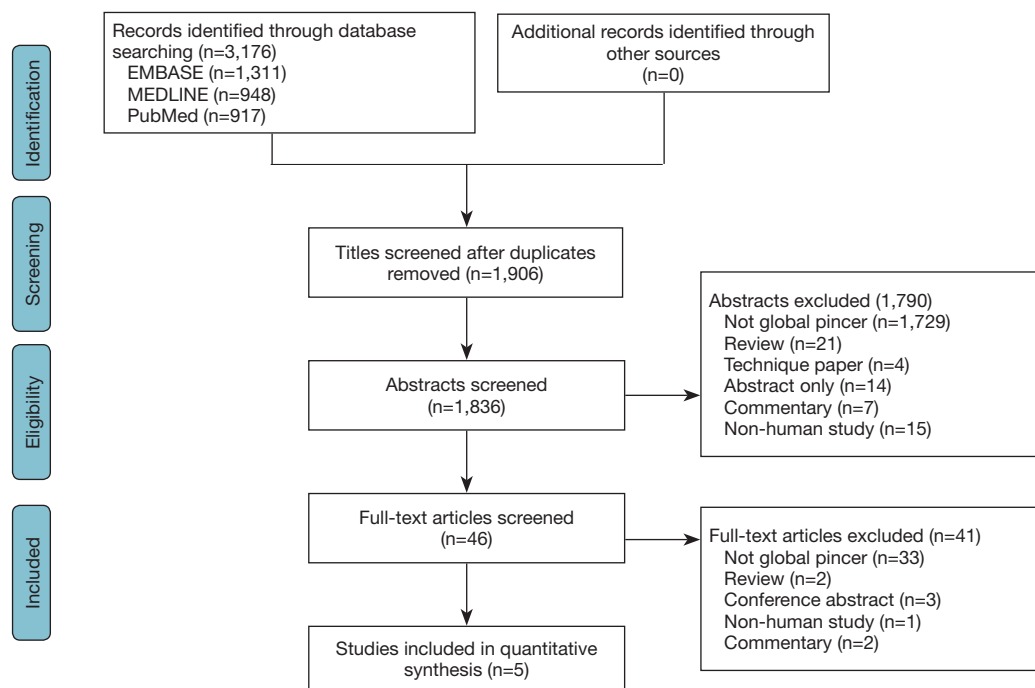 Identification
Records identified through database
searching (n=3,176)
EMBASE (n=1,311)
MEDLINE (n=948)
PubMed (n=917)
Additional records identified through
other sources
(n=0)
Screening
Titles screened after duplicates
removed (n=1,906)
Eligibility
Abstracts screened
(n=1,836)
Abstracts excluded (1,790)
Not global pincer (n=1,729)
Review (n=21)
Technique paper (n=4)
Abstract only (n=14)
Commentary (n=7)
Non-human study (n=15)
Included
Full-text articles screened
(n=46)
Full-text articles excluded (n=41)
Not global pincer (n=33)
Review (n=2)
Conference abstract (n=3)
Non-human study (n=1)
Commentary (n=2)
Studies included in quantitative
synthesis (n=5)